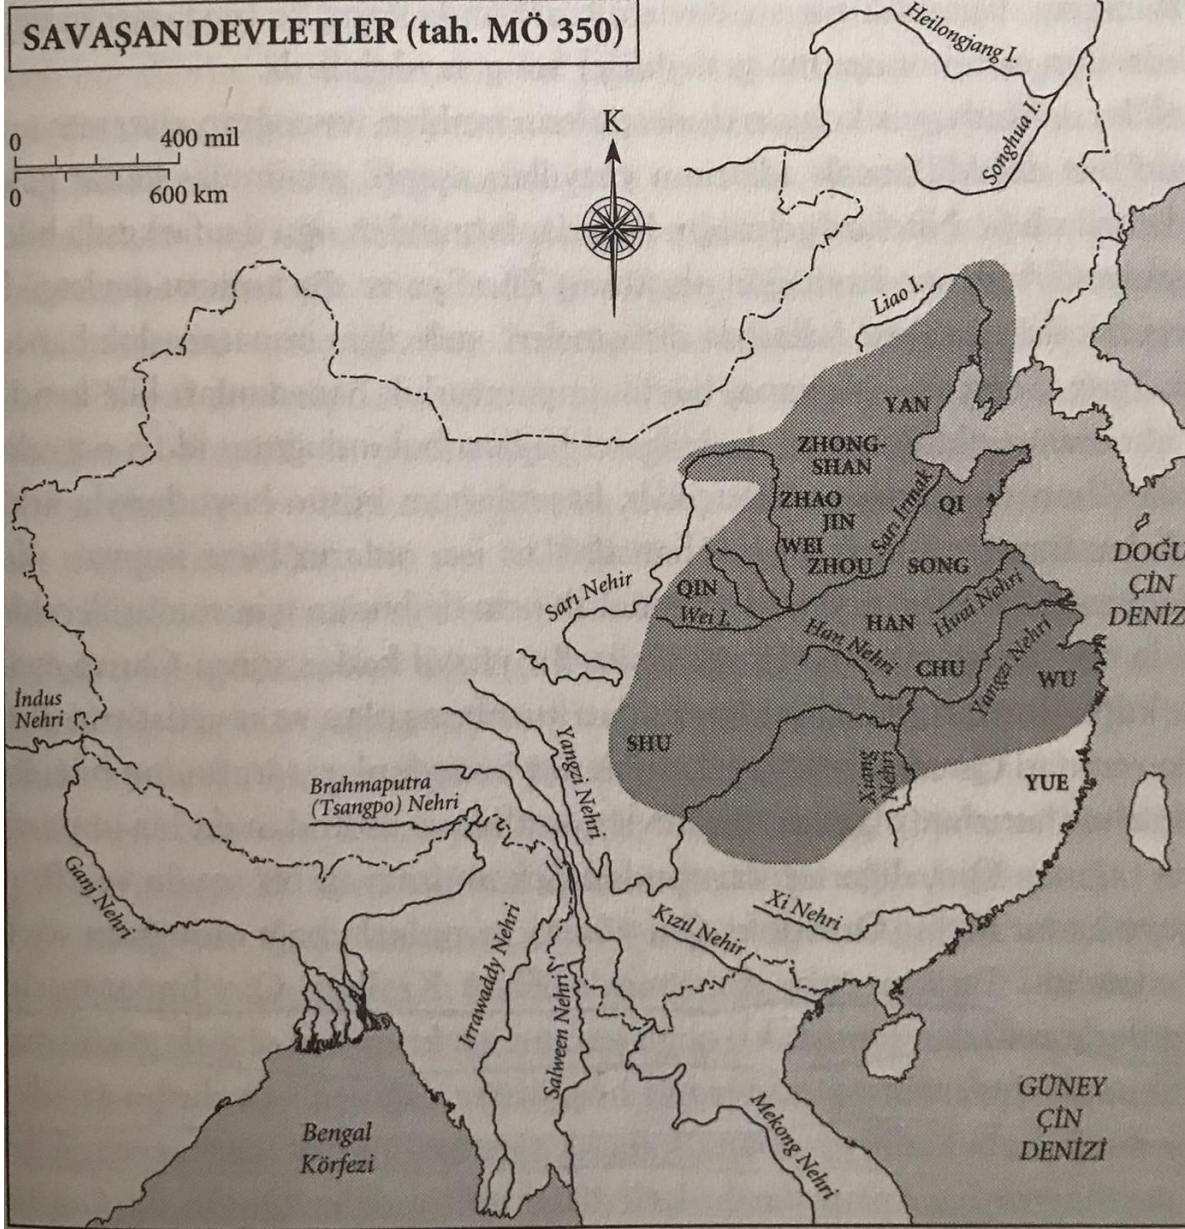 SAVAŞAN DEVLETLER (tah. MÖ 350)
0
400 mil
0
600 km
K
Heilongjang I.
Songhua I.
Liao I.
YAN
ZHONG-
SHAN
ZHAO
JIN
Sarı Irmak
QI
WEI
ZHOU
SONG
DOĞU
ÇİN
DENİZ
Sarı Nehir
QIN
Wei I.
Han Nehri
HAN
Huai Nehri
CHU
Yangzi Nehri
WU
İndus
Nehri
SHU
Yangzi Nehri
Xiang
Nehri
YUE
Brahmaputra
(Tsangpo) Nehri
Ganj Nehri
Xi Nehri
Kızıl Nehir
Irrawaddy Nehri
Salween Nehri
GÜNEY
ÇİN
DENİZİ
Bengal
Körfezi
Mekong Nehri